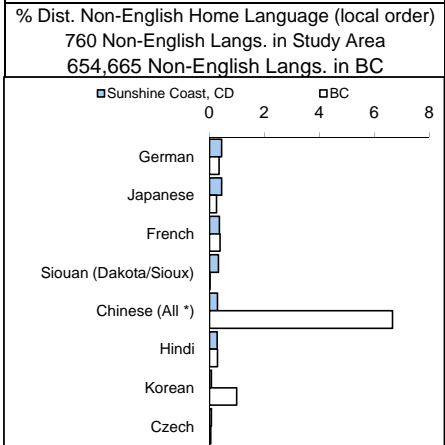 % Dist. Non-English Home Language (local order)
760 Non-English Langs. in Study Area
654,665 Non-English Langs. in BC
Sunshine Coast, CD BC
0 2 4 6 8
German
Japanese
French
Siouan (Dakota/Sioux)
Chinese (All *)
Hindi
Korean
Czech